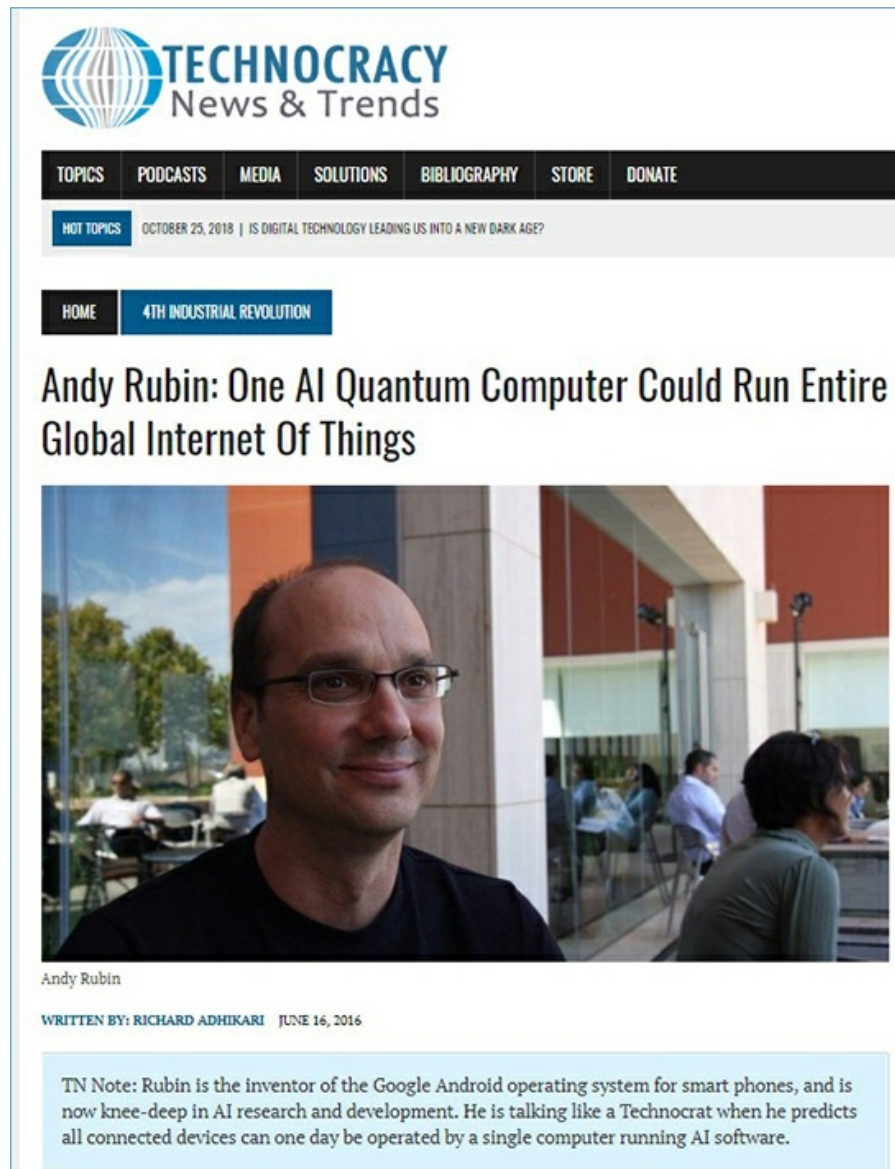 TECHNOCRACY
News & Trends
TOPICS PODCASTS MEDIA SOLUTIONS BIBLIOGRAPHY STORE DONATE
HOT TOPICS OCTOBER 25, 2018 | IS DIGITAL TECHNOLOGY LEADING US INTO A NEW DARK AGE?
HOME 4TH INDUSTRIAL REVOLUTION
Andy Rubin: One AI Quantum Computer Could Run Entire
Global Internet Of Things
Andy Rubin
WRITTEN BY: RICHARD ADHIKARI JUNE 16, 2016
TN Note: Rubin is the inventor of the Google Android operating system for smart phones, and is
now knee-deep in AI research and development. He is talking like a Technocrat when he predicts
all connected devices can one day be operated by a single computer running AI software.